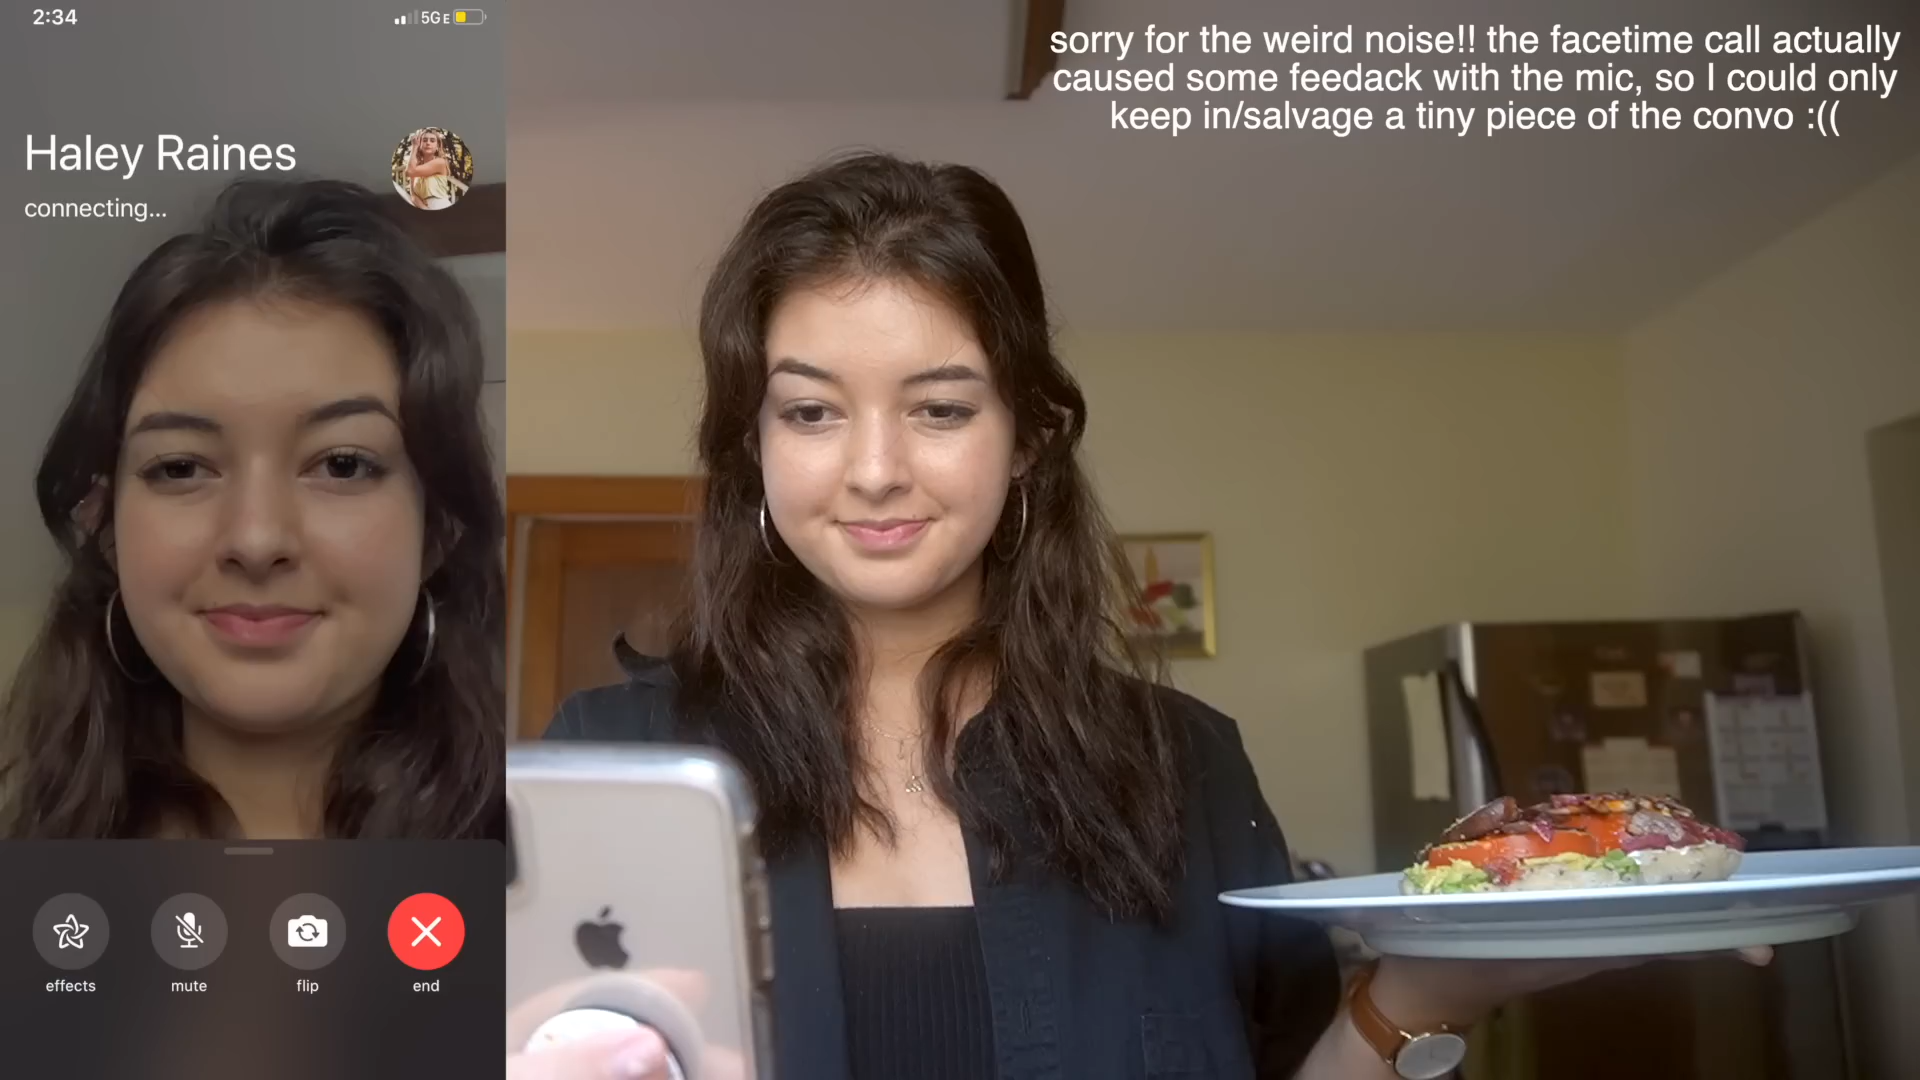 2:34
5GE
Haley Raines
connecting...
effects
mute
flip
end
sorry for the weird noise!! the facetime call actually
caused some feedack with the mic, so I could only
keep in/salvage a tiny piece of the convo :((